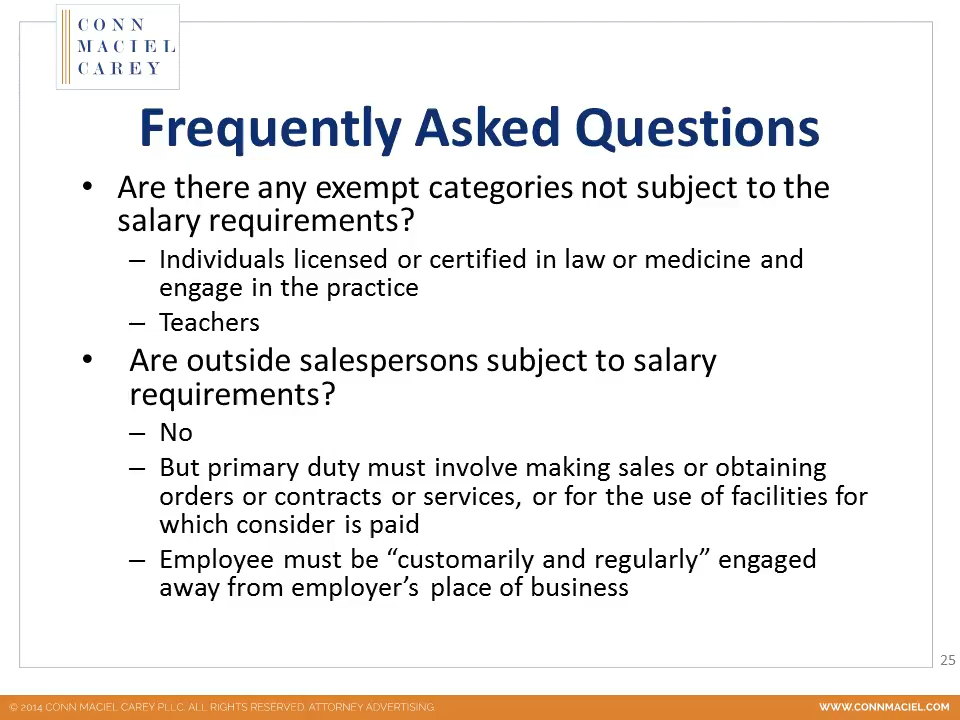 CONN
MACIEL
CAREY
Frequently Asked Questions
• Are there any exempt categories not subject to the
salary requirements?
– Individuals licensed or certified in law or medicine and
engage in the practice
– Teachers
• Are outside salespersons subject to salary
requirements?
– No
– But primary duty must involve making sales or obtaining
orders or contracts or services, or for the use of facilities for
which consider is paid
– Employee must be “customarily and regularly” engaged
away from employer’s place of business
25
© 2014 CONN MACIEL CAREY PLLC. ALL RIGHTS RESERVED. ATTORNEY ADVERTISING.
WWW.CONNMACIEL.COM